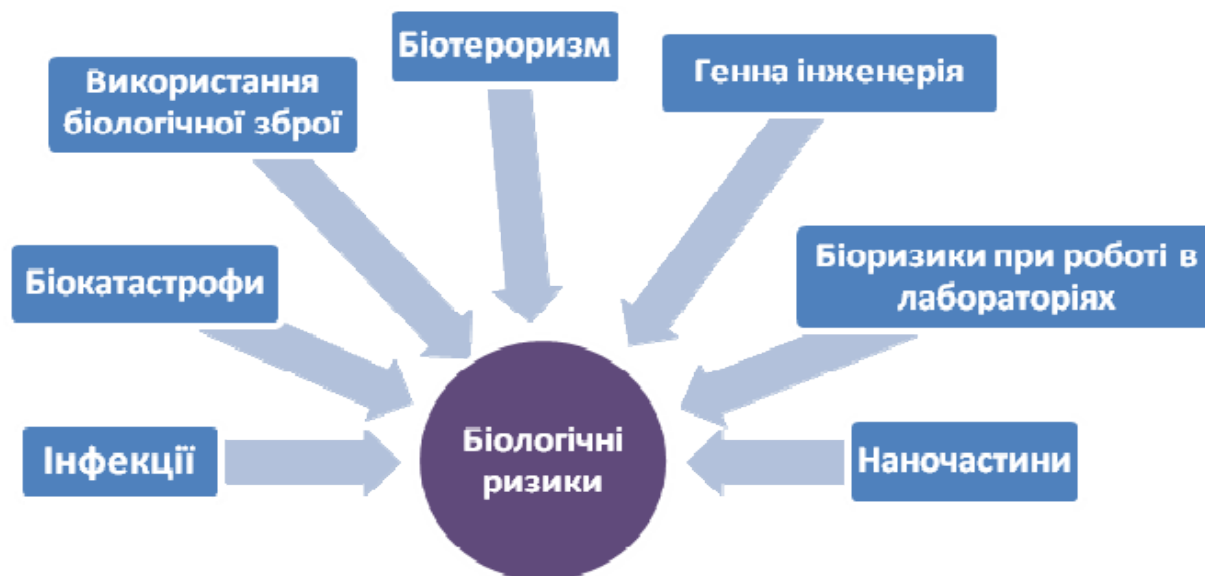 Біотероризм
Генна інженерія
Використання
біологічної зброї
Біоризики при роботі в
лабораторіях
Біокатастрофи
Інфекції
Біологічні
ризики
Наночастини